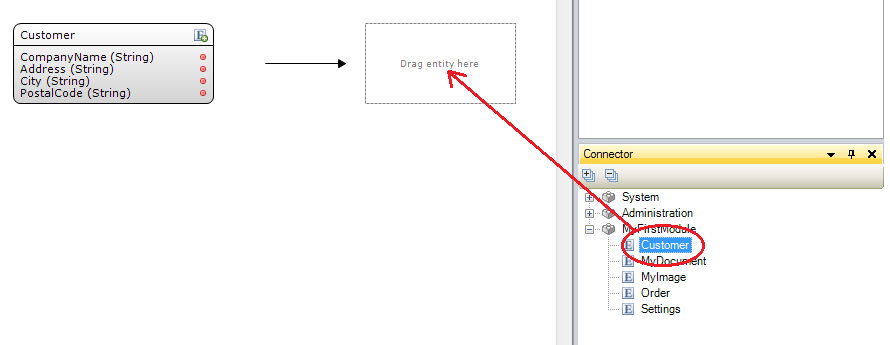 Customer
CompanyName (String)
Address (String)
City (String)
PostalCode (String)
Drag entity here
Connector
System
Administration
MyFirstModule
Customer
MyDocument
MyImage
Order
Settings